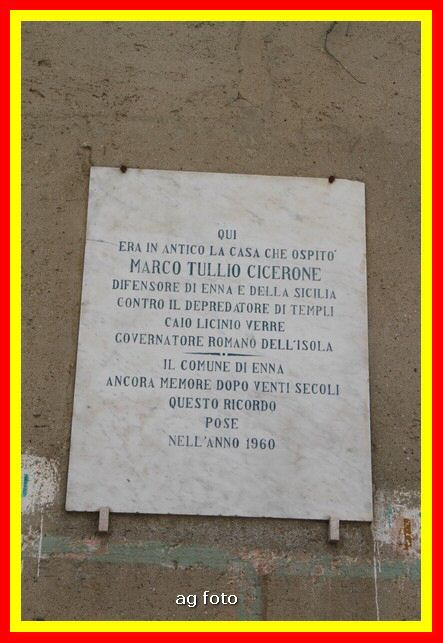 QUI
ERA IN ANTICO LA CASA CHE OSPITO'
MARCO TULLIO CICERONE
DIFENSORE DI ENNA E DELLA SICILIA
CONTRO IL DEPREDATORE DI TEMPLI
CAIO LICINIO VERRE
GOVERNATORE ROMANO DELL'ISOLA
IL COMUNE DI ENNA
ANCORA MEMORE DOPO VENTI SECOLI
QUESTO RICORDO
POSE
NELL'ANNO 1960
ag foto